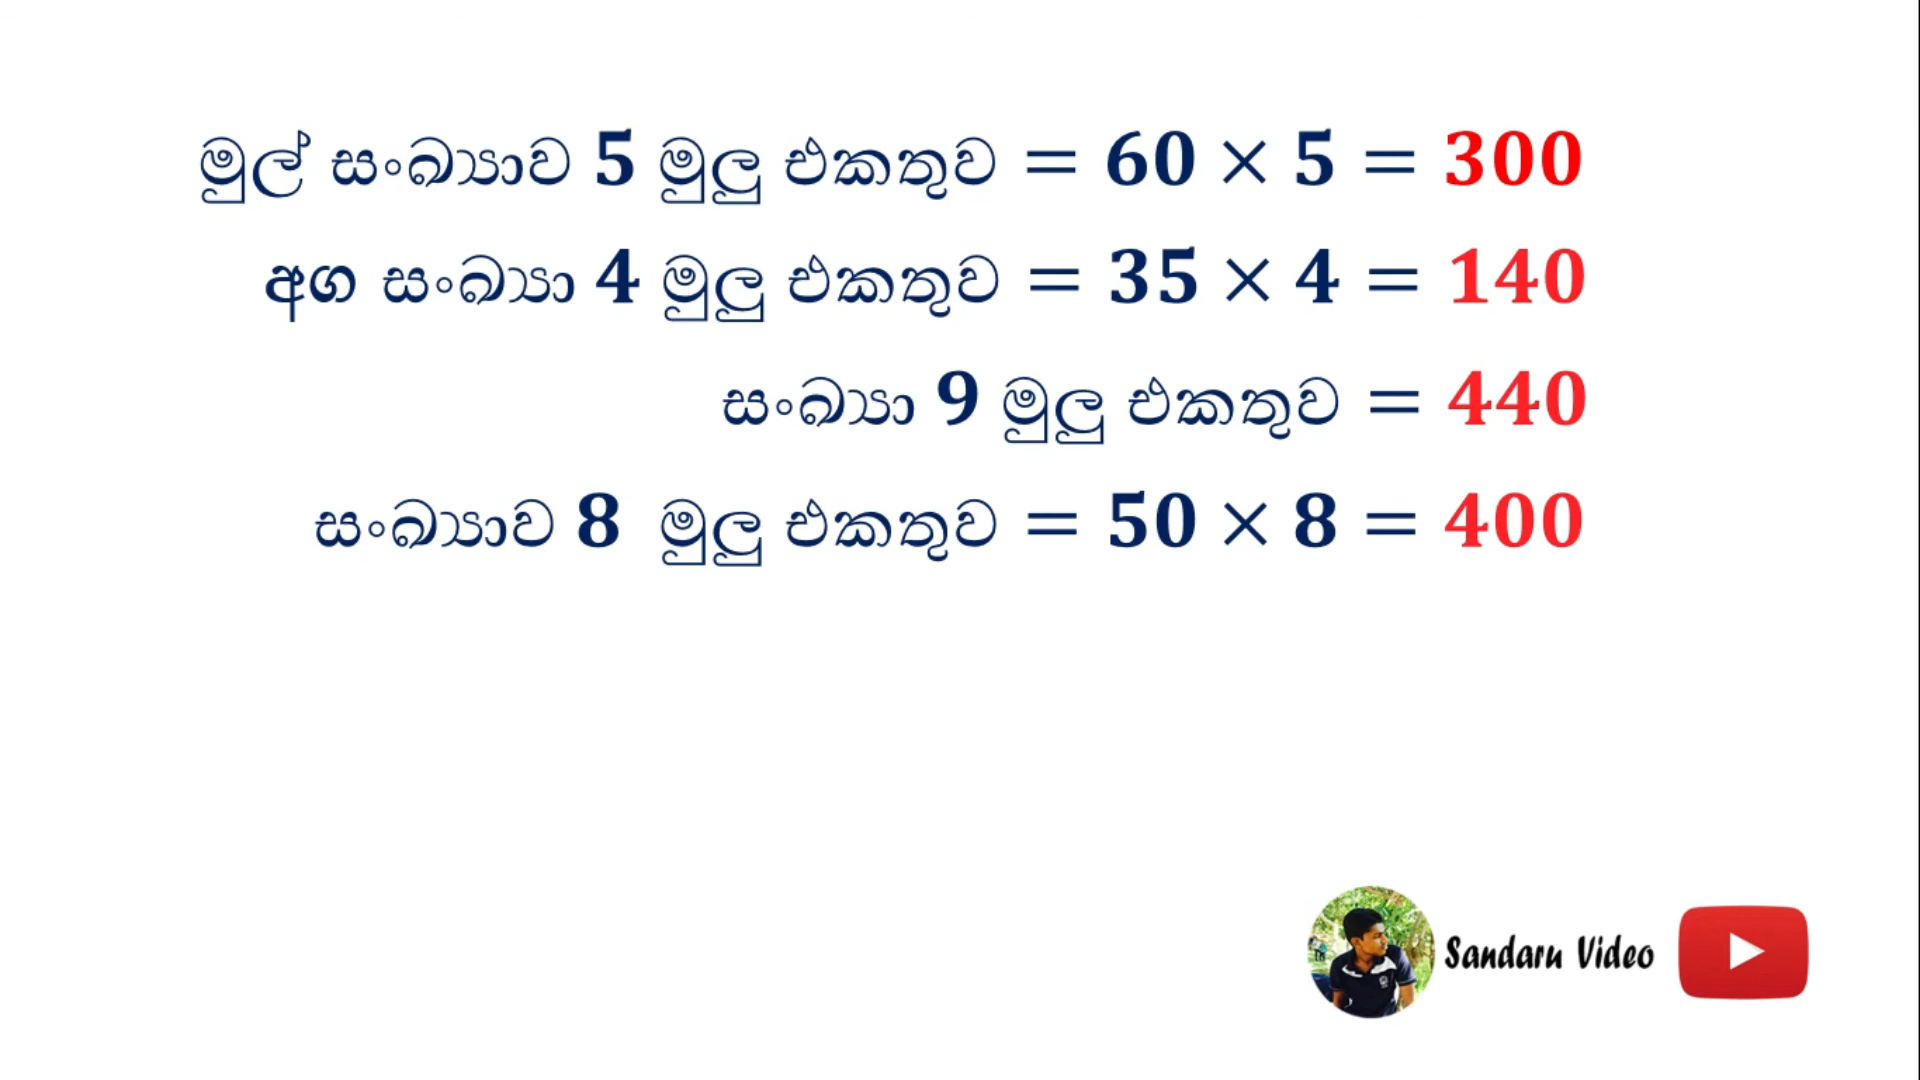 මුල් සංඛ්‍යාව 5 මුලු එකතුව = 60 × 5 = 300
අග සංඛ්‍යා 4 මුලු එකතුව = 35 × 4 = 140
සංඛ්‍යා 9 මුලු එකතුව = 440
සංඛ්‍යාව 8 මුලු එකතුව = 50 × 8 = 400
Sandaru Video